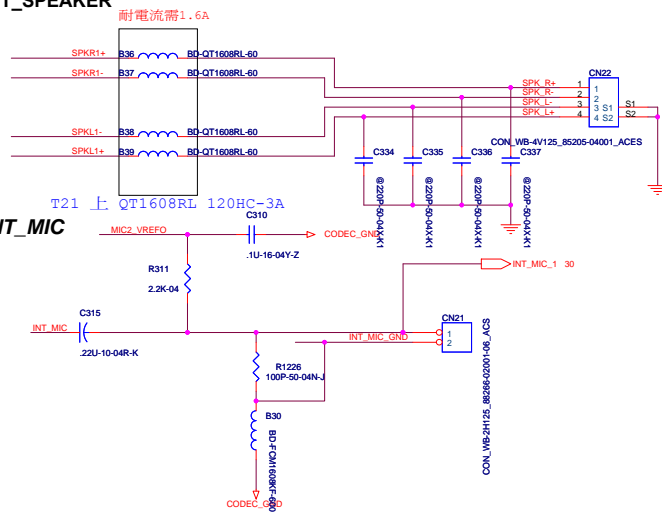 T_SPEAKER
耐電流需1.6A
SPKR1+ B36 BD-QT1608RL-60
SPKR1- B37 BD-QT1608RL-60
SPKL1- B38 BD-QT1608RL-60
SPKL1+ B39 BD-QT1608RL-60
CN22
SPK_R+ 1 1
SPK_R- 2 2
SPK_L- 3 3 S1 S1
SPK_L+ 4 4 S2 S2
CON_WB-4V125_85205-04001_ACES
C334 C335 C336 C337
@220P-50-04X-K1 @220P-50-04X-K1 @220P-50-04X-K1 @220P-50-04X-K1
T21 上 QT1608RL 120HC-3A
NT_MIC
MIC2_VREFO
C310
.1U-16-04Y-Z
CODEC_GND
R311
2.2K-04
INT_MIC_1 30
INT_MIC
C315
.22U-10-04R-K
CN21
INT_MIC_GND
1
2
CON_WB-2H125_88266-02001-06_ACS
R1226
100P-50-04N-J
B30
BD-FCM1608KF-600
CODEC_GND